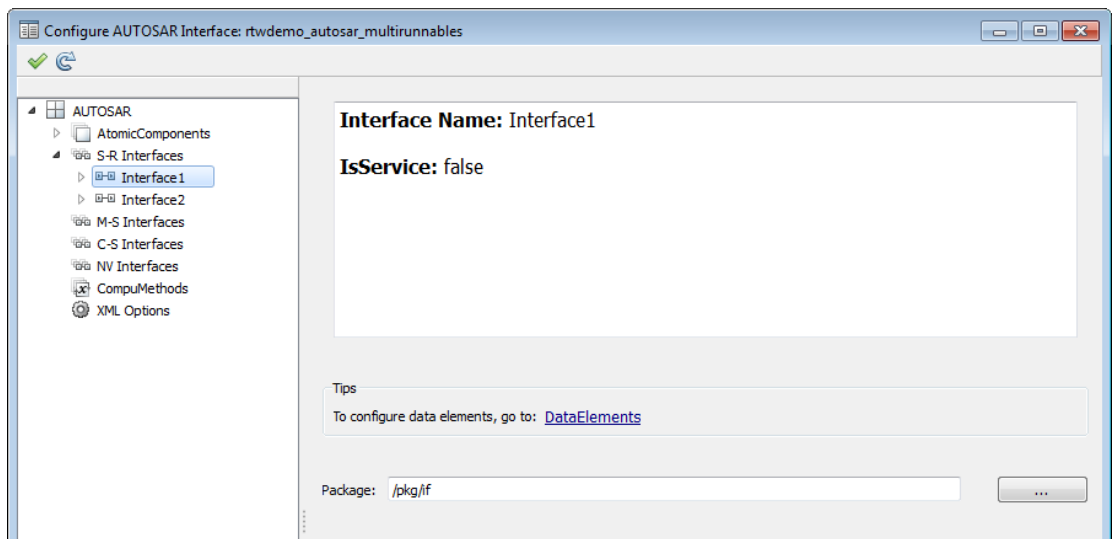 Configure AUTOSAR Interface: rtwdemo_autosar_multirunnables
AUTOSAR
AtomicComponents
S-R Interfaces
Interface1
Interface2
M-S Interfaces
C-S Interfaces
NV Interfaces
CompuMethods
XML Options
Interface Name: Interface1
IsService: false
Tips
To configure data elements, go to: DataElements
Package: /pkg/if ...